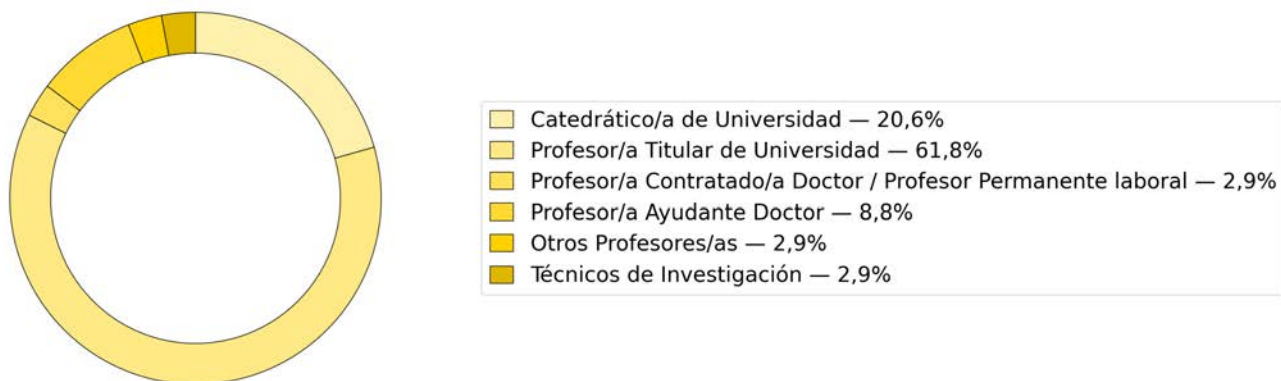 Catedrático/a de Universidad — 20,6%
Profesor/a Titular de Universidad — 61,8%
Profesor/a Contratado/a Doctor / Profesor Permanente laboral — 2,9%
Profesor/a Ayudante Doctor — 8,8%
Otros Profesores/as — 2,9%
Técnicos de Investigación — 2,9%